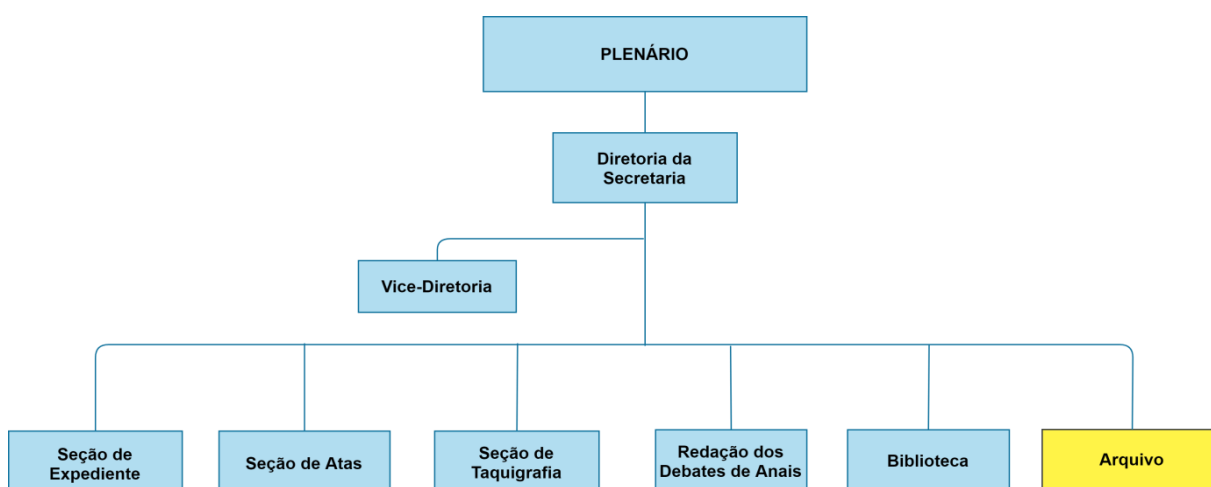 PLENÁRIO
Diretoria da
Secretaria
Vice-Diretoria
Seção de
Expediente
Seção de Atas
Seção de
Taquigrafia
Redação dos
Debates de Anais
Biblioteca
Arquivo